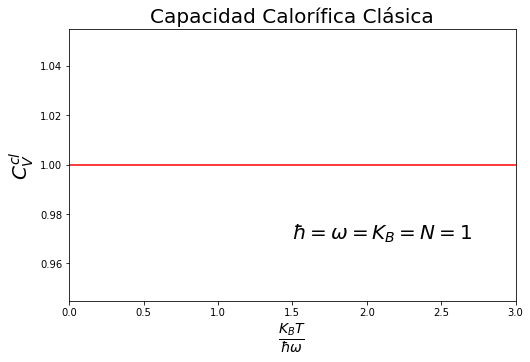 Capacidad Calorífica Clásica
1.04
1.02
1.00
0.98
0.96
C_V^{cl}
ħ = ω = K_B = N = 1
0.0 0.5 1.0 1.5 2.0 2.5 3.0
\frac{K_B T}{ħω}